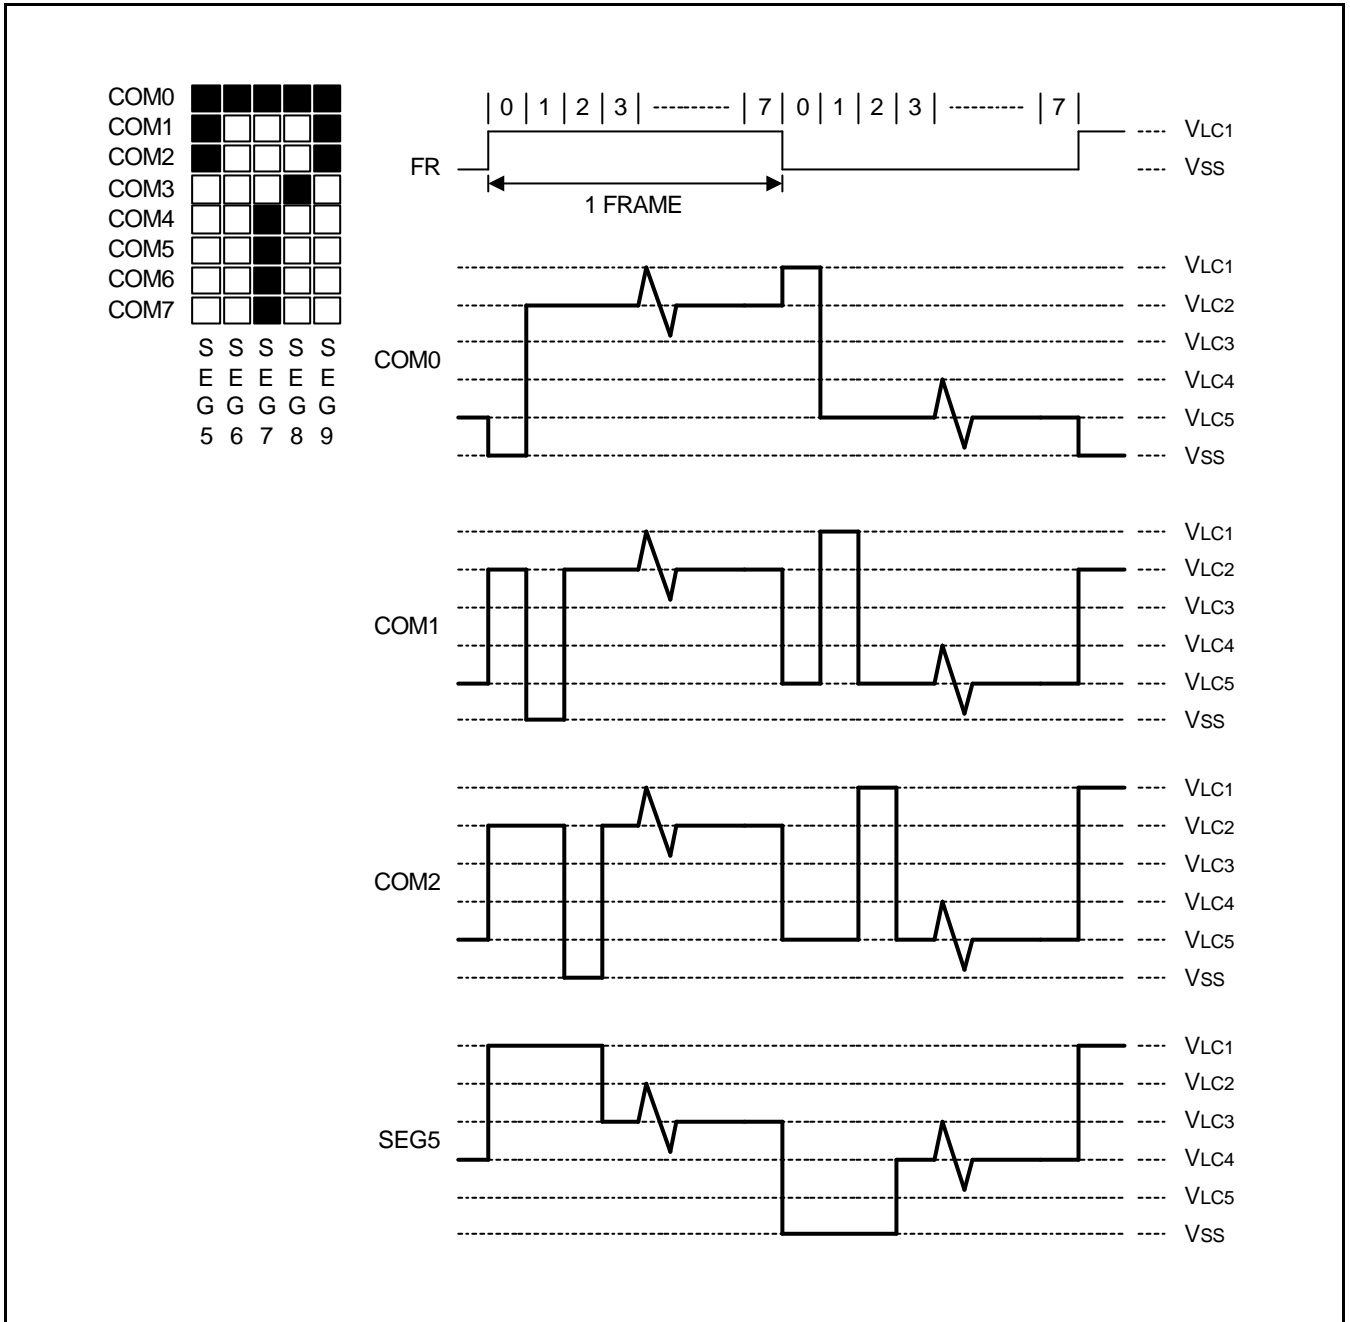 COM0
COM1
COM2
COM3
COM4
COM5
COM6
COM7
S S S S S
E E E E E
G G G G G
5 6 7 8 9
0 1 2 3 7 0 1 2 3 7
FR
VLC1
VSS
1 FRAME
COM0
VLC1
VLC2
VLC3
VLC4
VLC5
VSS
COM1
VLC1
VLC2
VLC3
VLC4
VLC5
VSS
COM2
VLC1
VLC2
VLC3
VLC4
VLC5
VSS
SEG5
VLC1
VLC2
VLC3
VLC4
VLC5
VSS